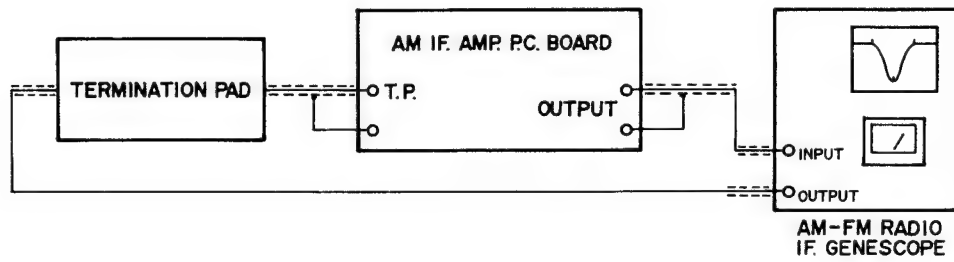 AM IF. AMP. P.C. BOARD
TERMINATION PAD
T.P.
OUTPUT
INPUT
OUTPUT
AM-FM RADIO
IF. GENESCOPE